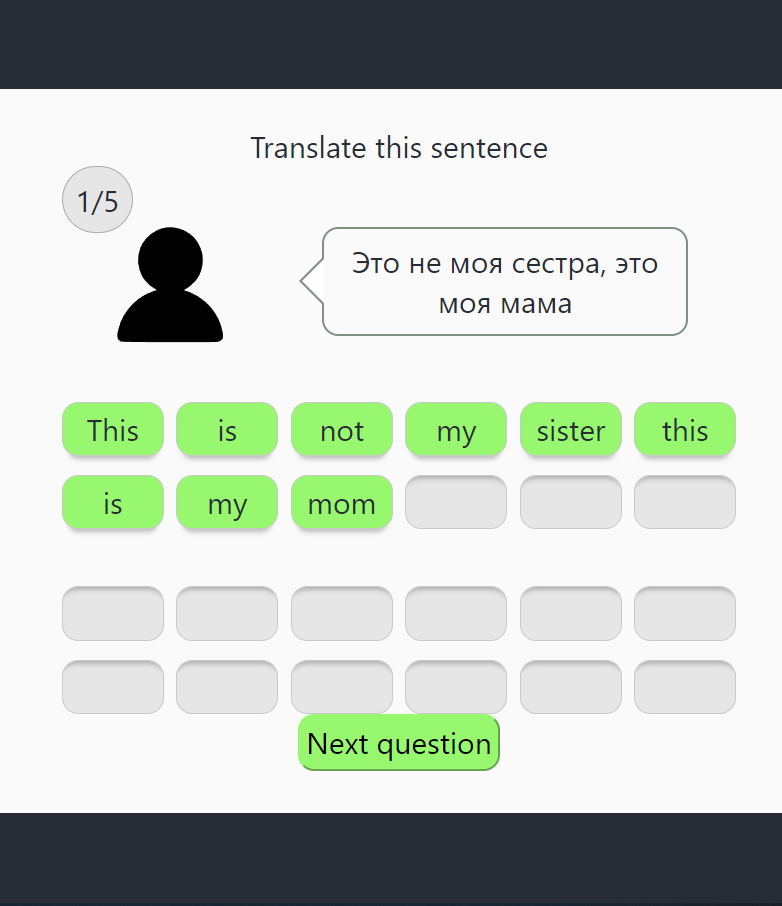 Translate this sentence
1/5
Это не моя сестра, это
моя мама
This is not my sister this
is my mom
Next question